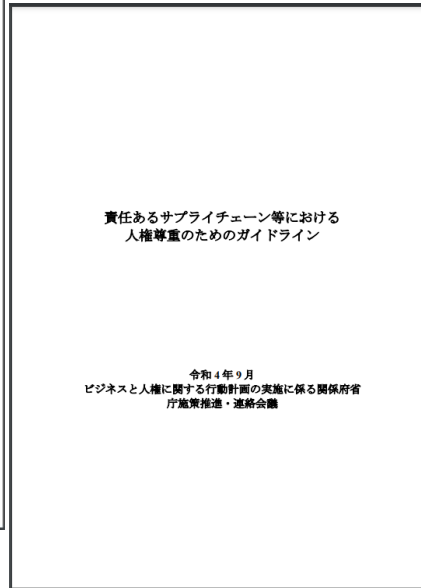 責任あるサプライチェーン等における
人権尊重のためのガイドライン
令和4年9月
ビジネスと人権に関する行動計画の実施に係る関係府省
庁施策推進・連絡会議